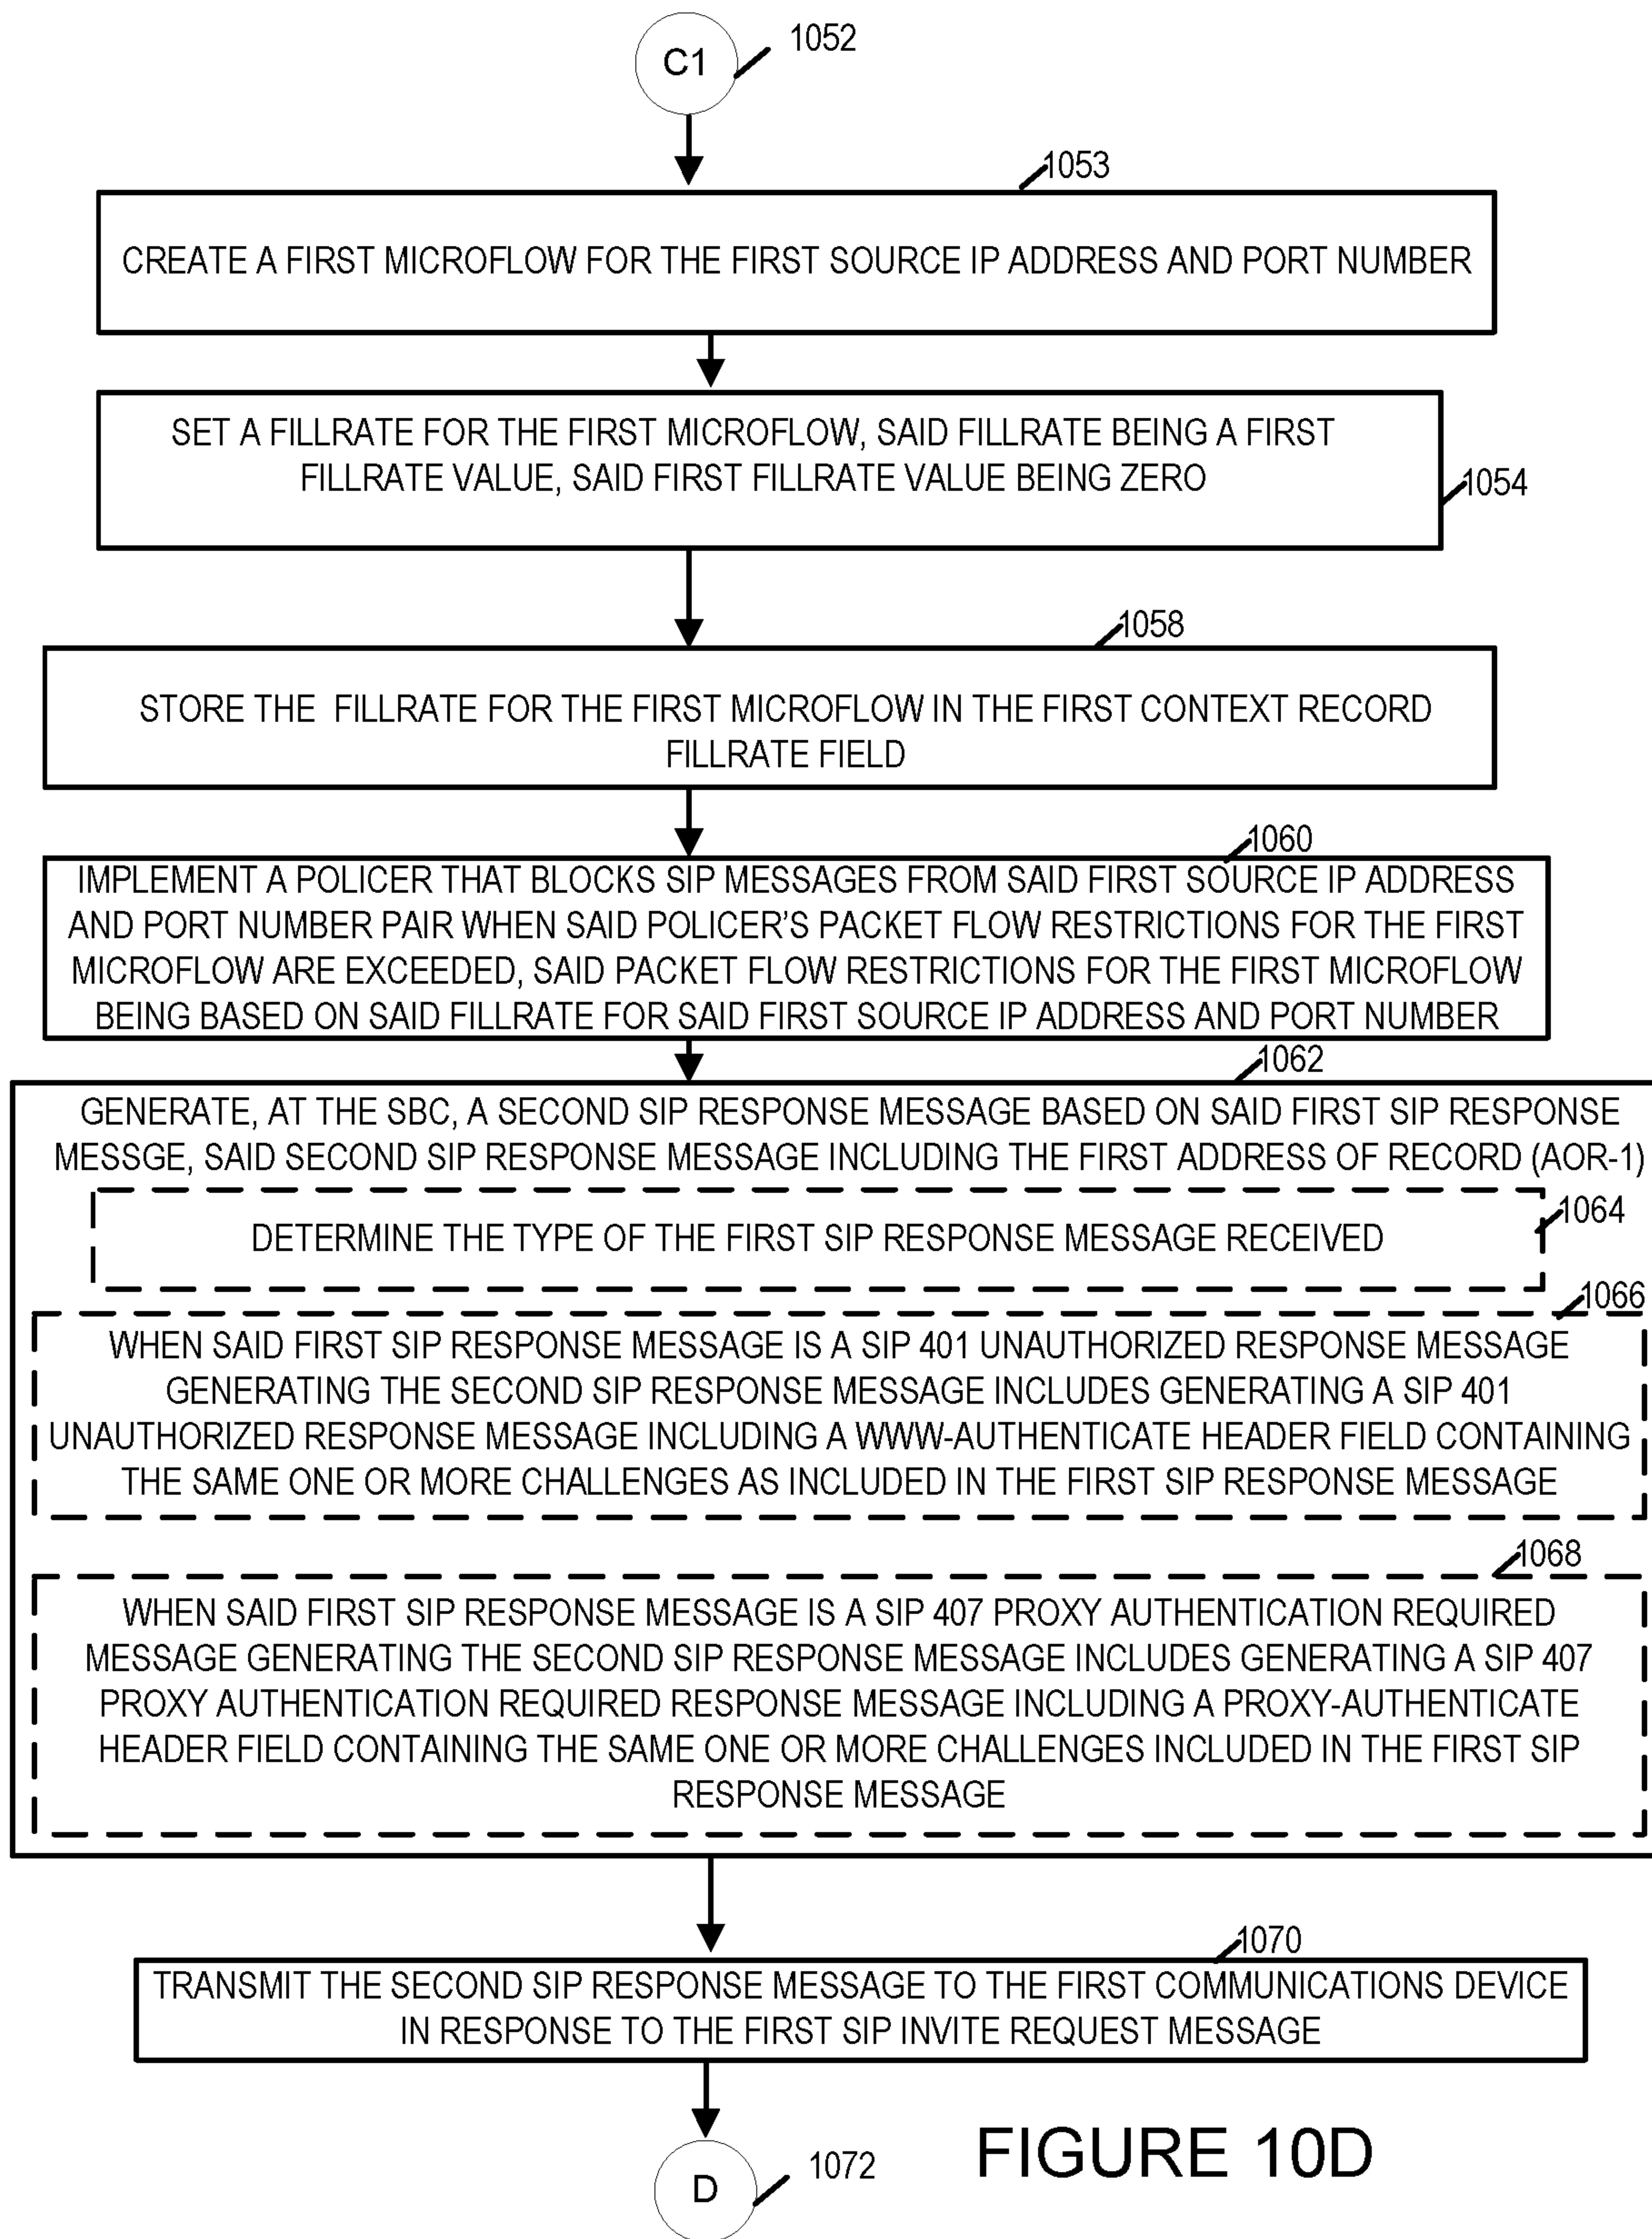 C1
1052
1053
CREATE A FIRST MICROFLOW FOR THE FIRST SOURCE IP ADDRESS AND PORT NUMBER
SET A FILLRATE FOR THE FIRST MICROFLOW, SAID FILLRATE BEING A FIRST
FILLRATE VALUE, SAID FIRST FILLRATE VALUE BEING ZERO
1054
1058
STORE THE FILLRATE FOR THE FIRST MICROFLOW IN THE FIRST CONTEXT RECORD
FILLRATE FIELD
1060
IMPLEMENT A POLICER THAT BLOCKS SIP MESSAGES FROM SAID FIRST SOURCE IP ADDRESS
AND PORT NUMBER PAIR WHEN SAID POLICER'S PACKET FLOW RESTRICTIONS FOR THE FIRST
MICROFLOW ARE EXCEEDED, SAID PACKET FLOW RESTRICTIONS FOR THE FIRST MICROFLOW
BEING BASED ON SAID FILLRATE FOR SAID FIRST SOURCE IP ADDRESS AND PORT NUMBER
1062
GENERATE, AT THE SBC, A SECOND SIP RESPONSE MESSAGE BASED ON SAID FIRST SIP RESPONSE
MESSGE, SAID SECOND SIP RESPONSE MESSAGE INCLUDING THE FIRST ADDRESS OF RECORD (AOR-1)
1064
DETERMINE THE TYPE OF THE FIRST SIP RESPONSE MESSAGE RECEIVED
1066
WHEN SAID FIRST SIP RESPONSE MESSAGE IS A SIP 401 UNAUTHORIZED RESPONSE MESSAGE
GENERATING THE SECOND SIP RESPONSE MESSAGE INCLUDES GENERATING A SIP 401
UNAUTHORIZED RESPONSE MESSAGE INCLUDING A WWW-AUTHENTICATE HEADER FIELD CONTAINING
THE SAME ONE OR MORE CHALLENGES AS INCLUDED IN THE FIRST SIP RESPONSE MESSAGE
1068
WHEN SAID FIRST SIP RESPONSE MESSAGE IS A SIP 407 PROXY AUTHENTICATION REQUIRED
MESSAGE GENERATING THE SECOND SIP RESPONSE MESSAGE INCLUDES GENERATING A SIP 407
PROXY AUTHENTICATION REQUIRED RESPONSE MESSAGE INCLUDING A PROXY-AUTHENTICATE
HEADER FIELD CONTAINING THE SAME ONE OR MORE CHALLENGES INCLUDED IN THE FIRST SIP
RESPONSE MESSAGE
1070
TRANSMIT THE SECOND SIP RESPONSE MESSAGE TO THE FIRST COMMUNICATIONS DEVICE
IN RESPONSE TO THE FIRST SIP INVITE REQUEST MESSAGE
D
1072
FIGURE 10D